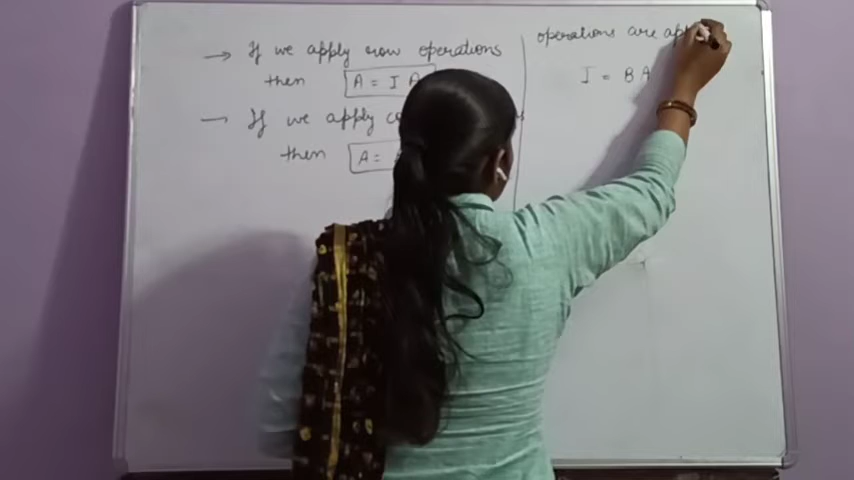 → If we apply row operations
then A = I A
→ If we apply
then A =
operations are
I = B A